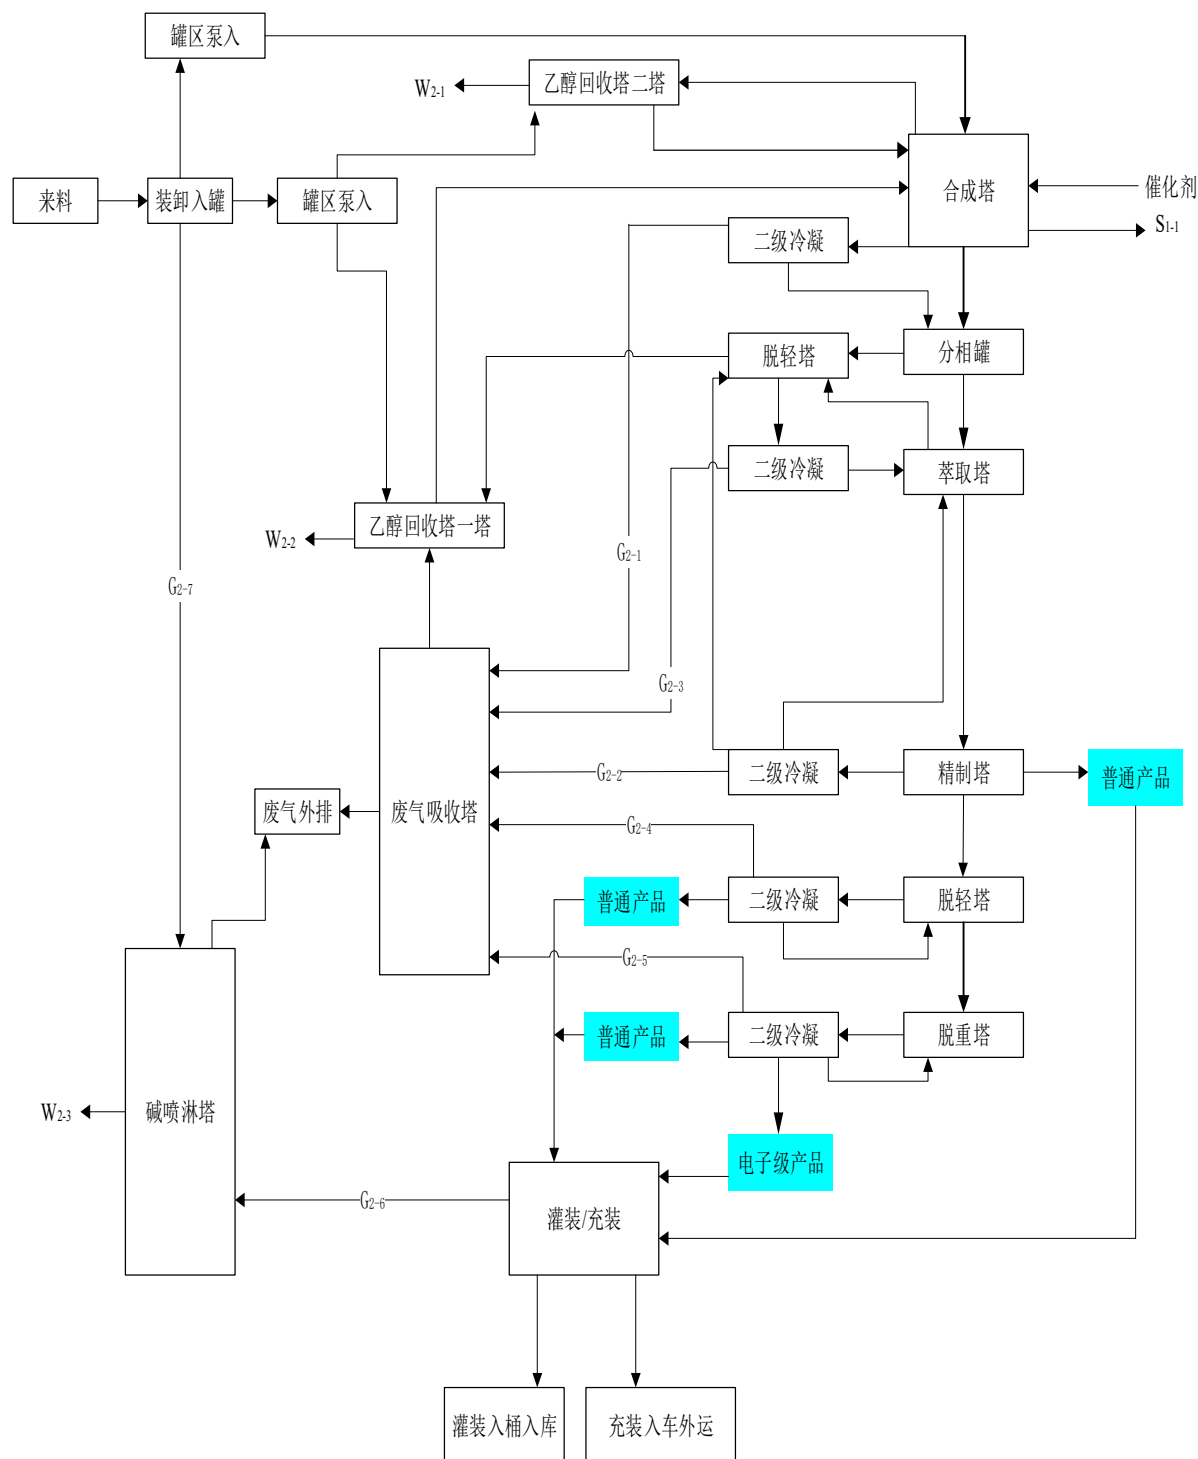 罐区泵入
乙醇回收塔二塔
W2-1
来料
装卸入罐
罐区泵入
合成塔
催化剂
S1-1
二级冷凝
脱轻塔
分相罐
二级冷凝
萃取塔
乙醇回收塔一塔
W2-2
G2-1
G2-7
G2-3
G2-2
二级冷凝
精制塔
普通产品
废气外排
废气吸收塔
G2-4
普通产品
二级冷凝
脱轻塔
G2-5
普通产品
二级冷凝
脱重塔
W2-3
碱喷淋塔
电子级产品
G2-6
灌装/充装
灌装入桶入库
充装入车外运